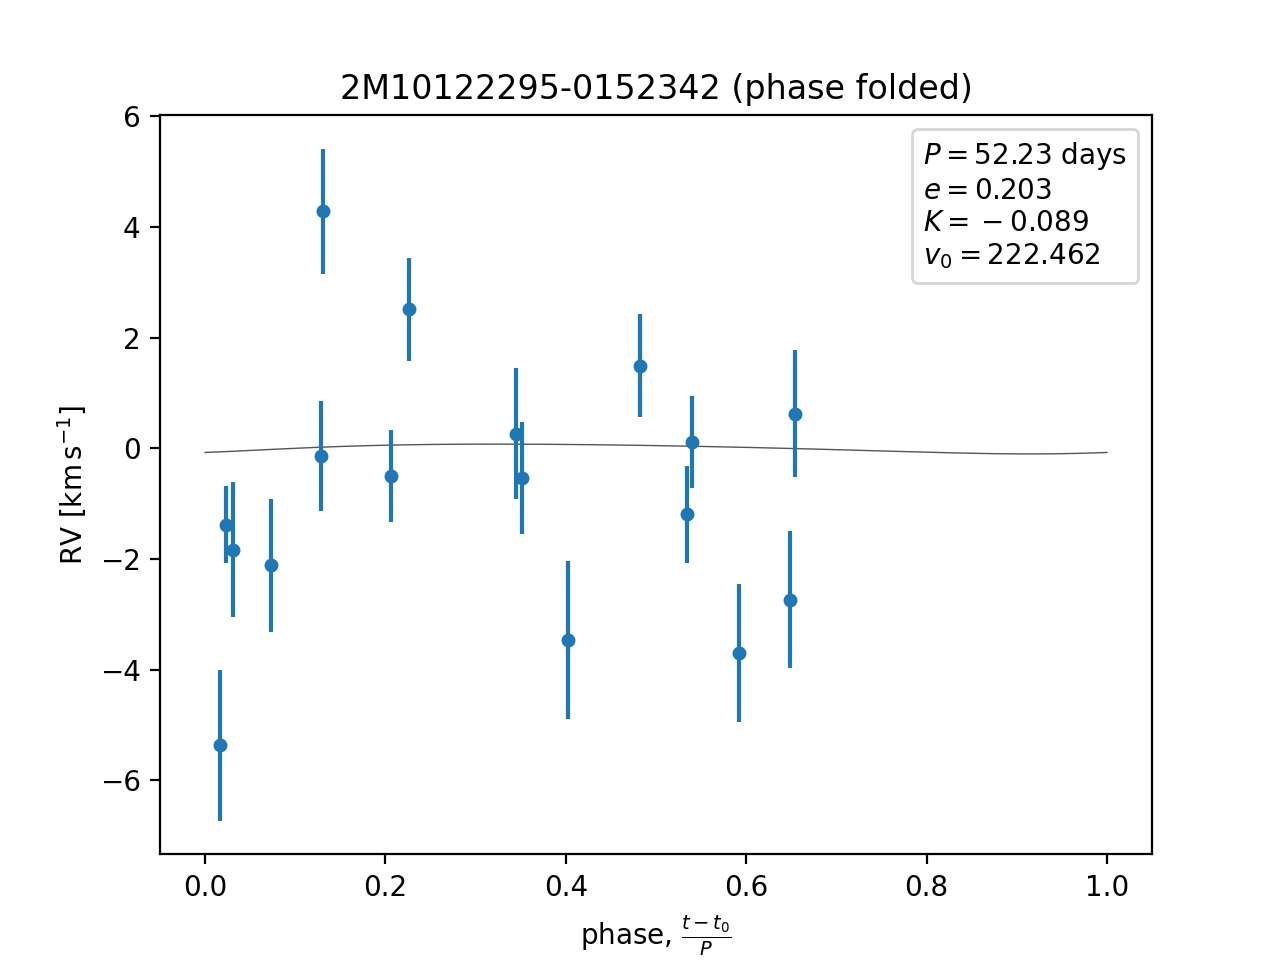 2M10122295-0152342 (phase folded)
P = 52.23 days
e = 0.203
K = −0.089
v₀ = 222.462
6
4
2
0
−2
−4
−6
RV [km s⁻¹]
0.0 0.2 0.4 0.6 0.8 1.0
phase, (t − t₀)/P